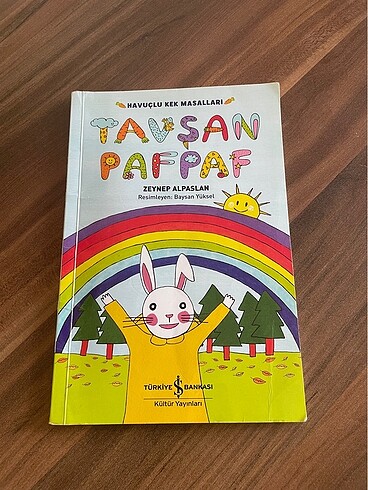 HAVUÇLU KEK MASALLARI
TAVŞAN
PAFPAF
ZEYNEP ALPASLAN
Resimleyen: Baysan Yüksel
TÜRKİYE İŞ BANKASI
Kültür Yayınları